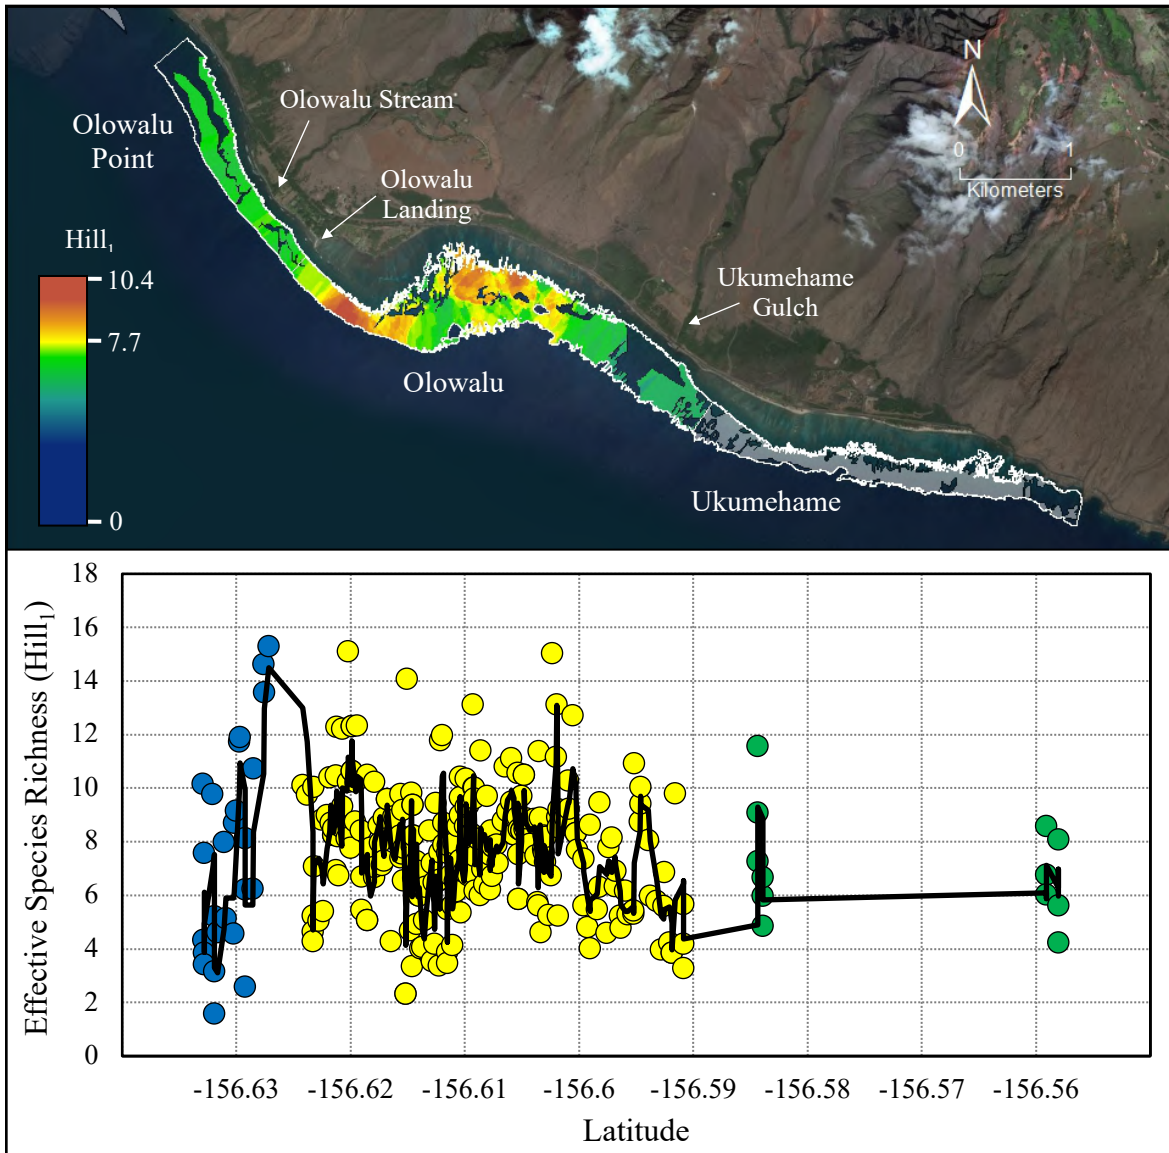 N
Olowalu Stream
Olowalu
Point
0
1
Kilometers
Olowalu
Landing
Hill₁
10.4
Ukumehame
Gulch
7.7
Olowalu
Ukumehame
0
Effective Species Richness (Hill₁)
18
16
14
12
10
8
6
4
2
0
-156.63
-156.62
-156.61
-156.6
-156.59
-156.58
-156.57
-156.56
Latitude